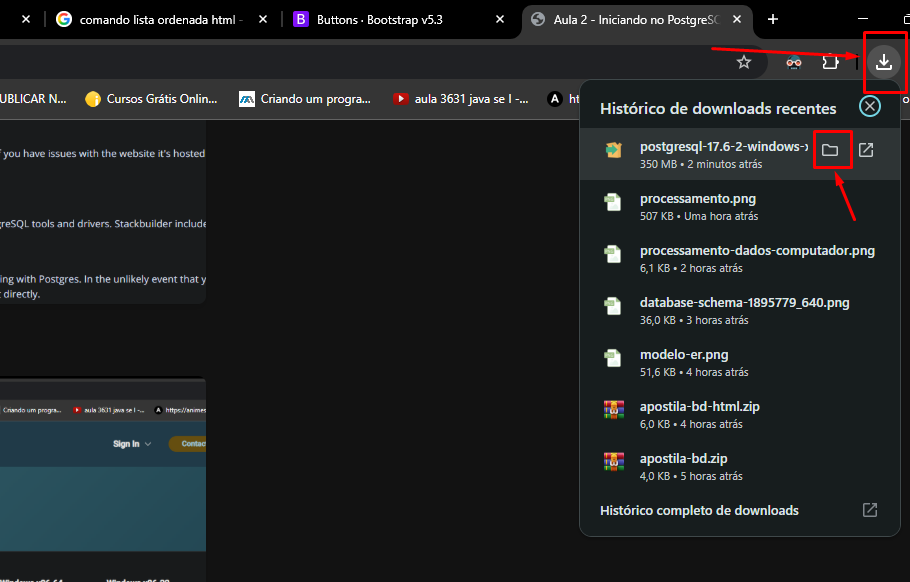 comando lista ordenada html -
Buttons · Bootstrap v5.3
B
Aula 2 - Iniciando no PostgreSQ
UBLICAR N...
Cursos Grátis Onlin...
Criando um progra...
aula 3631 java se I -...
A
ht
Histórico de downloads recentes
f you have issues with the website it's hosted
postgresql-17.6-2-windows-x
350 MB • 2 minutos atrás
processamento.png
507 KB • Uma hora atrás
greSQL tools and drivers. Stackbuilder include
processamento-dados-computador.png
6,1 KB • 2 horas atrás
ing with Postgres. In the unlikely event that y
t directly.
database-schema-1895779_640.png
36,0 KB • 3 horas atrás
modelo-er.png
51,6 KB • 4 horas atrás
apostila-bd-html.zip
6,0 KB • 4 horas atrás
Criando um progra...
aula 3631 java se I -...
A
https://animes
Sign In
Contac
apostila-bd.zip
4,0 KB • 5 horas atrás
Histórico completo de downloads